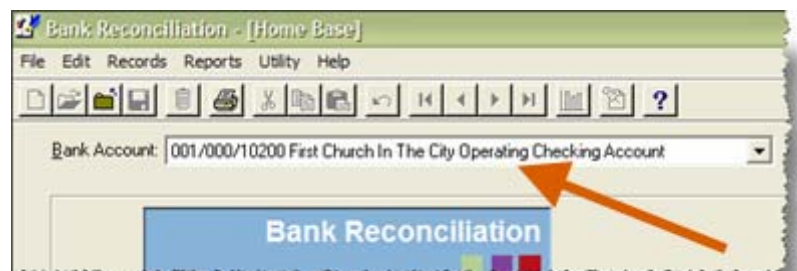 Bank Reconciliation - [Home Base]
File Edit Records Reports Utility Help
?
Bank Account: 001/000/10200 First Church In The City Operating Checking Account
Bank Reconciliation